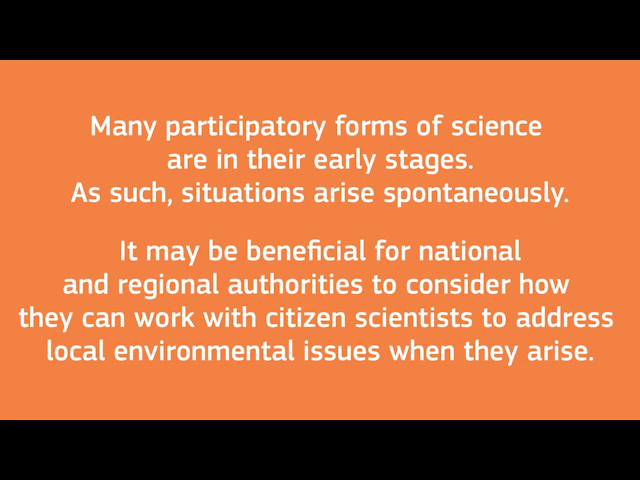 Many participatory forms of science
are in their early stages.
As such, situations arise spontaneously.
It may be beneficial for national
and regional authorities to consider how
they can work with citizen scientists to address
local environmental issues when they arise.